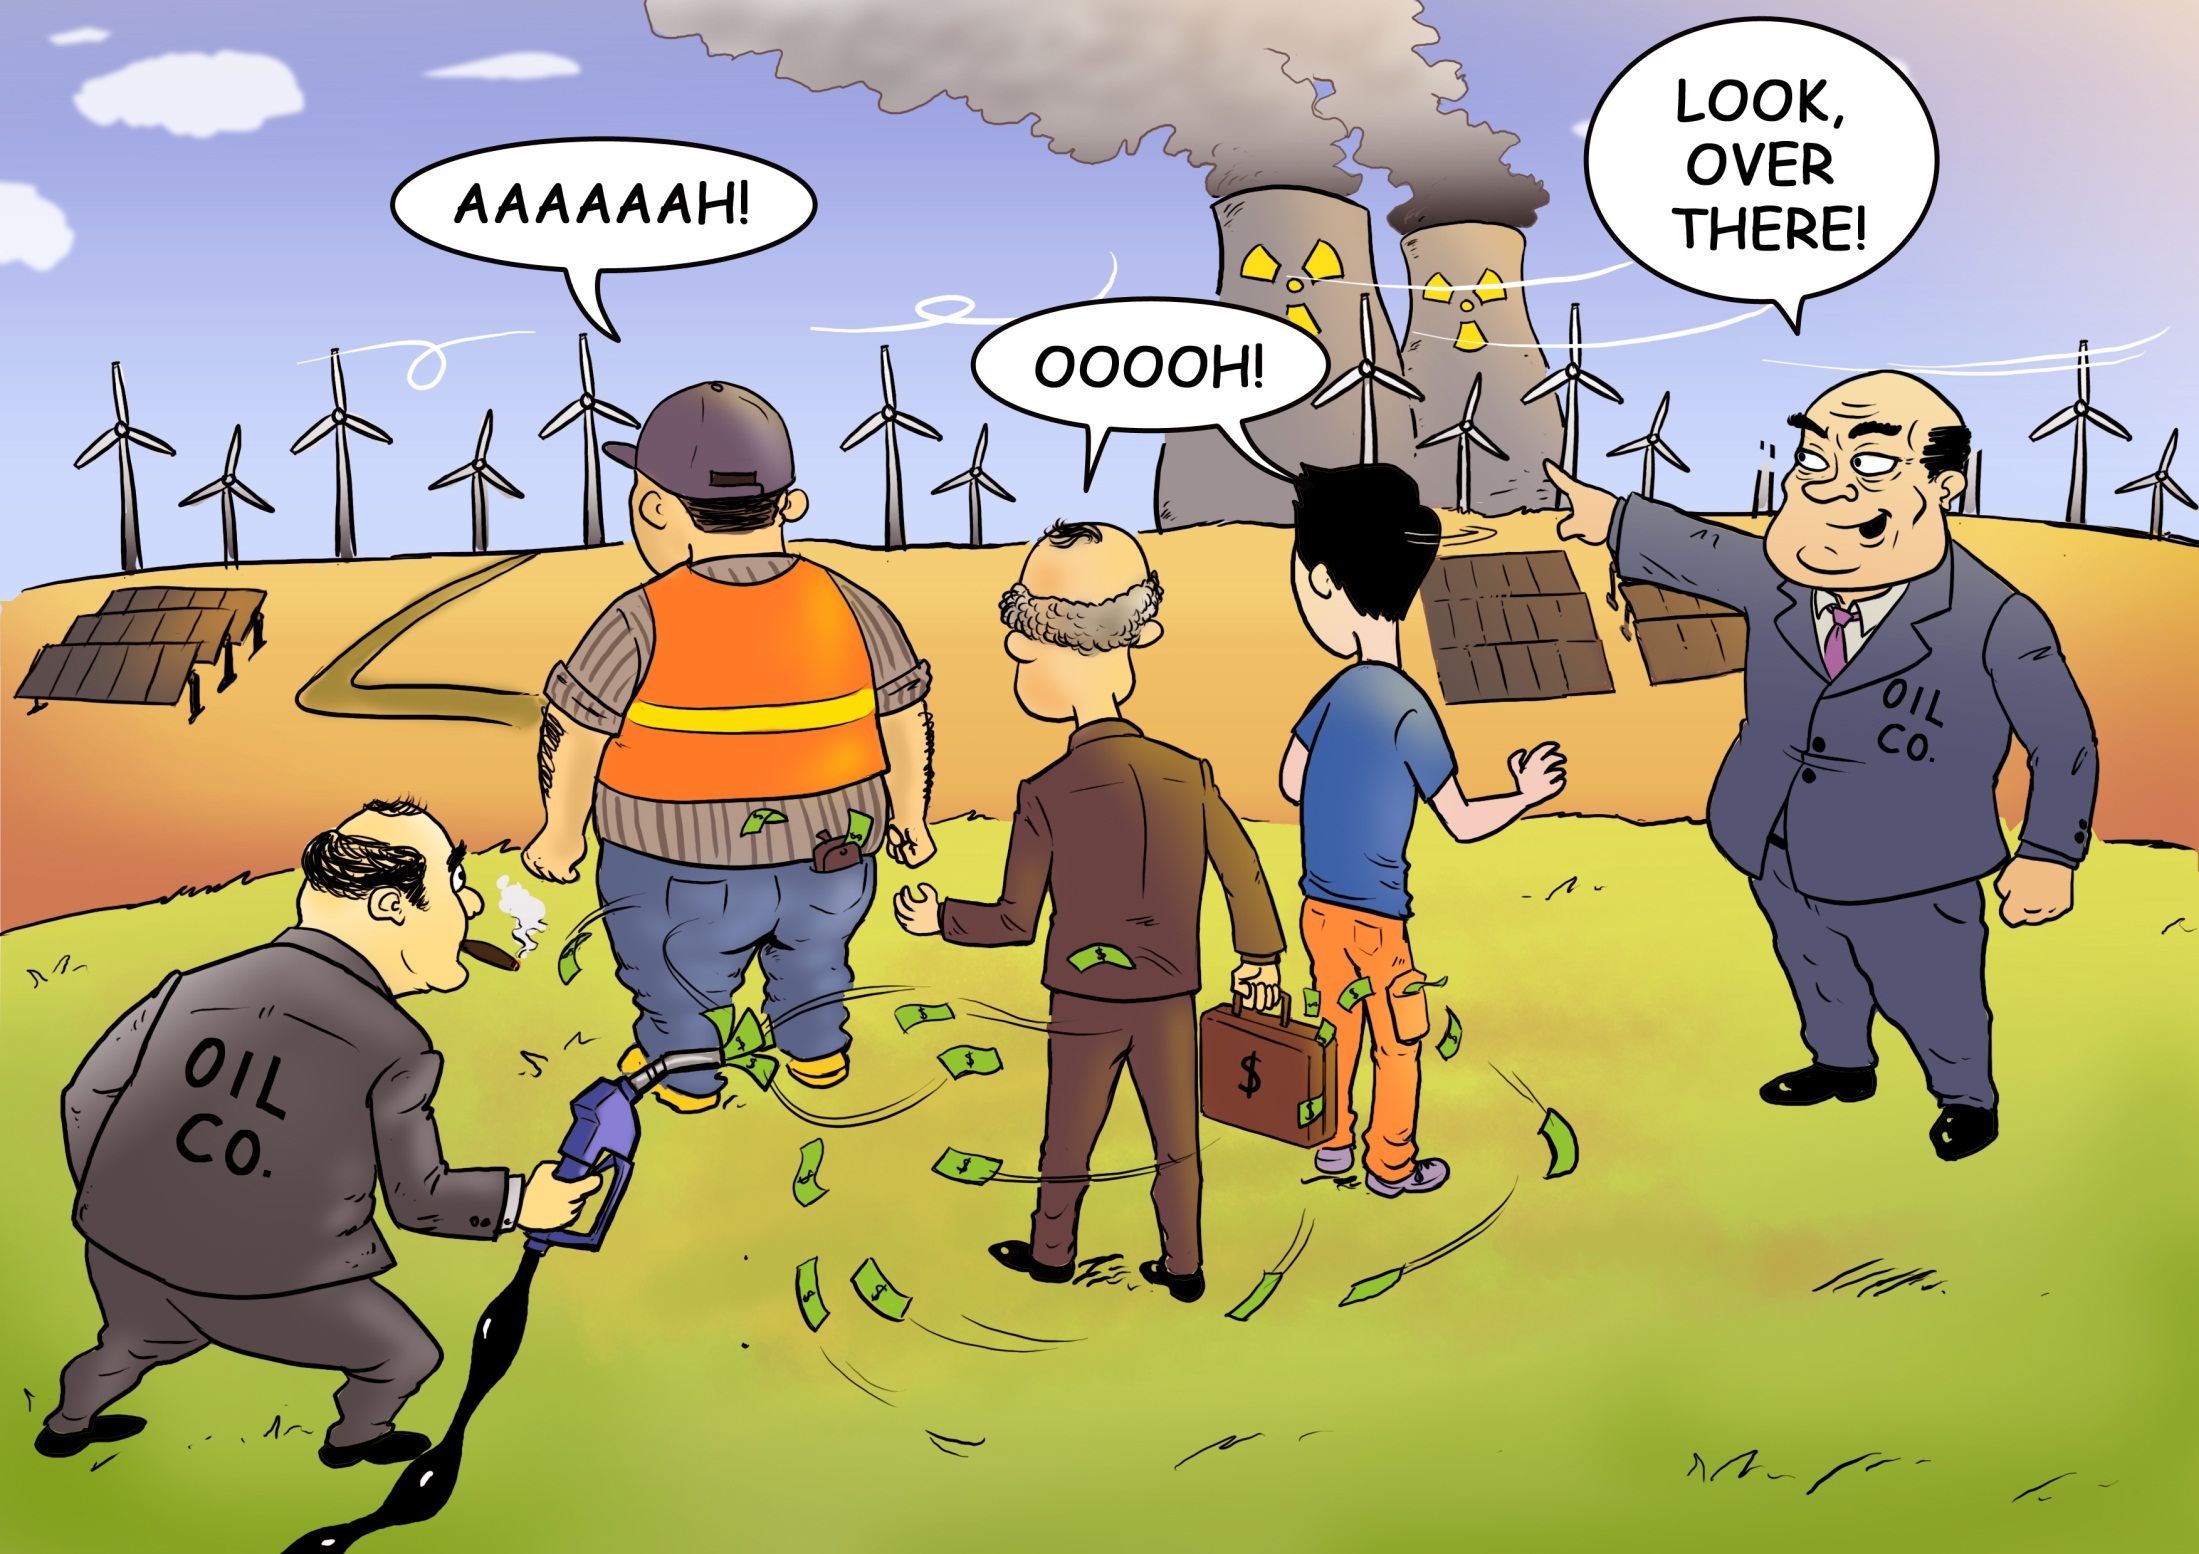 LOOK,
OVER
THERE!
AAAAAAH!
OOOOH!
OIL
CO.
OIL
CO.
$